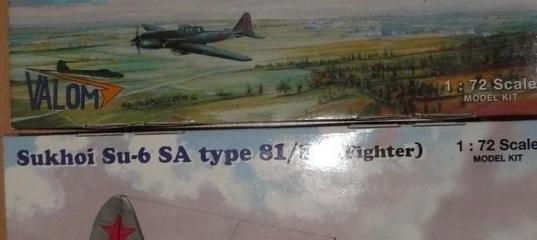 VALOM
1 : 72 Scale
MODEL KIT
Sukhoi Su-6 SA type 81/ Fighter)
1 : 72 Scale
MODEL KIT